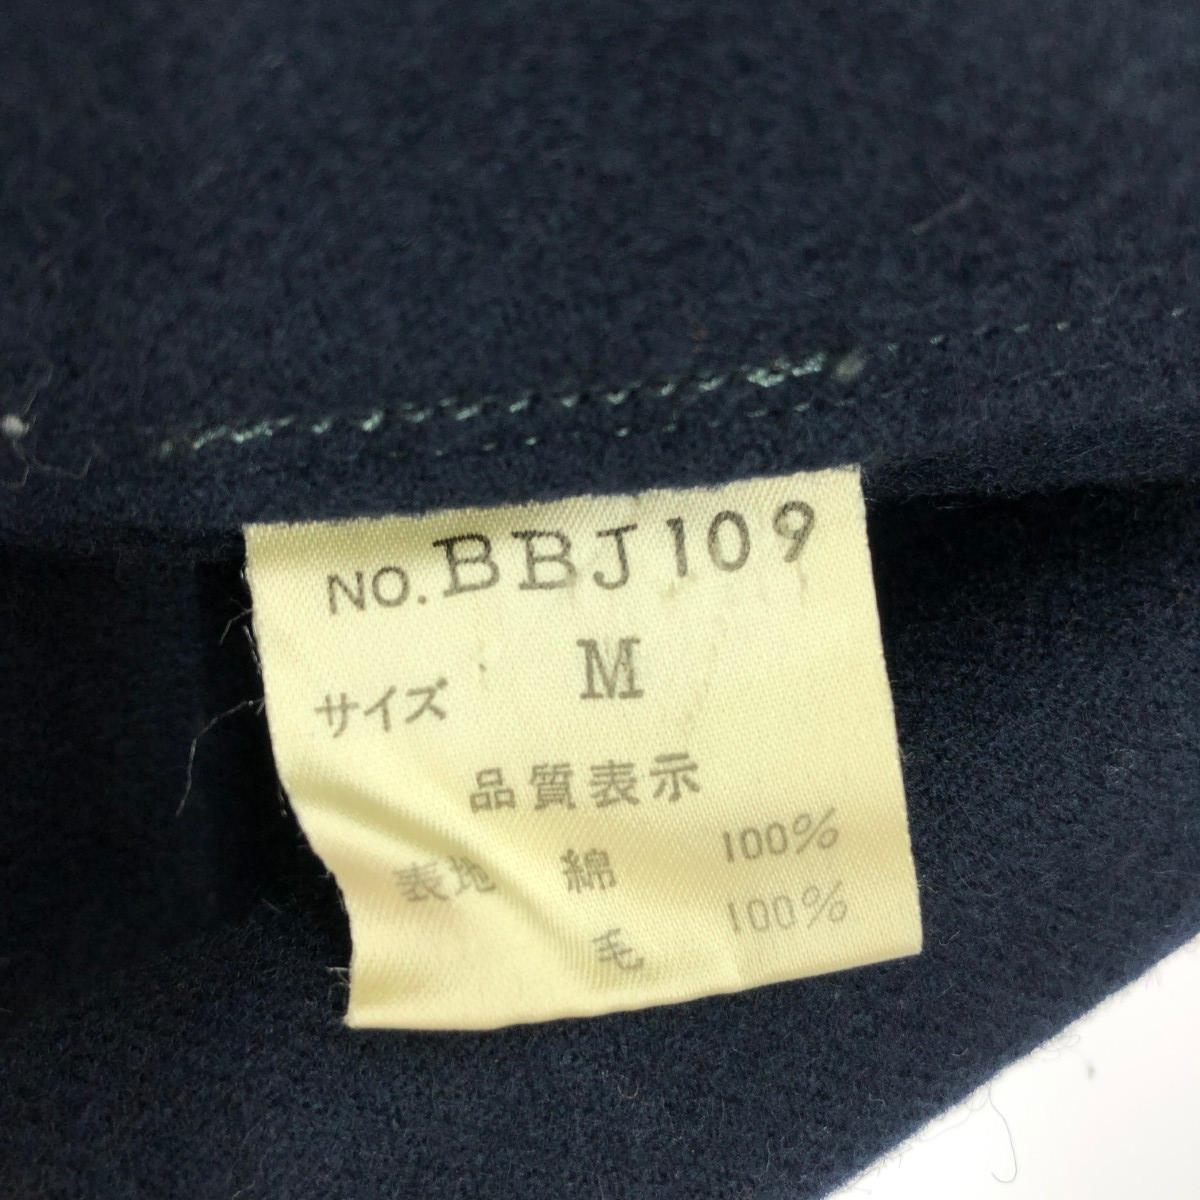 NO. BBJ109
サイズ M
品質表示
表地 綿 100%
毛 100%